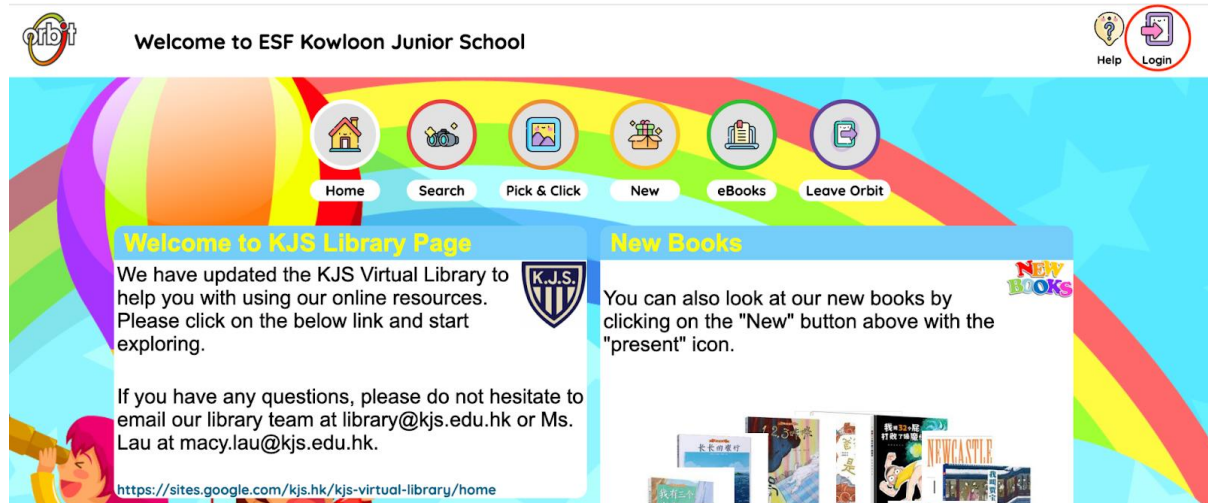 orbit
Welcome to ESF Kowloon Junior School
Help
Login
Home
Search
Pick & Click
New
eBooks
Leave Orbit
Welcome to KJS Library Page
We have updated the KJS Virtual Library to
help you with using our online resources.
Please click on the below link and start
exploring.
If you have any questions, please do not hesitate to
email our library team at library@kjs.edu.hk or Ms.
Lau at macy.lau@kjs.edu.hk.
https://sites.google.com/kjs.hk/kjs-virtual-library/home
K.J.S.
New Books
NEW
BOOKS
You can also look at our new books by
clicking on the "New" button above with the
"present" icon.
NEWCASTLE
我有二个